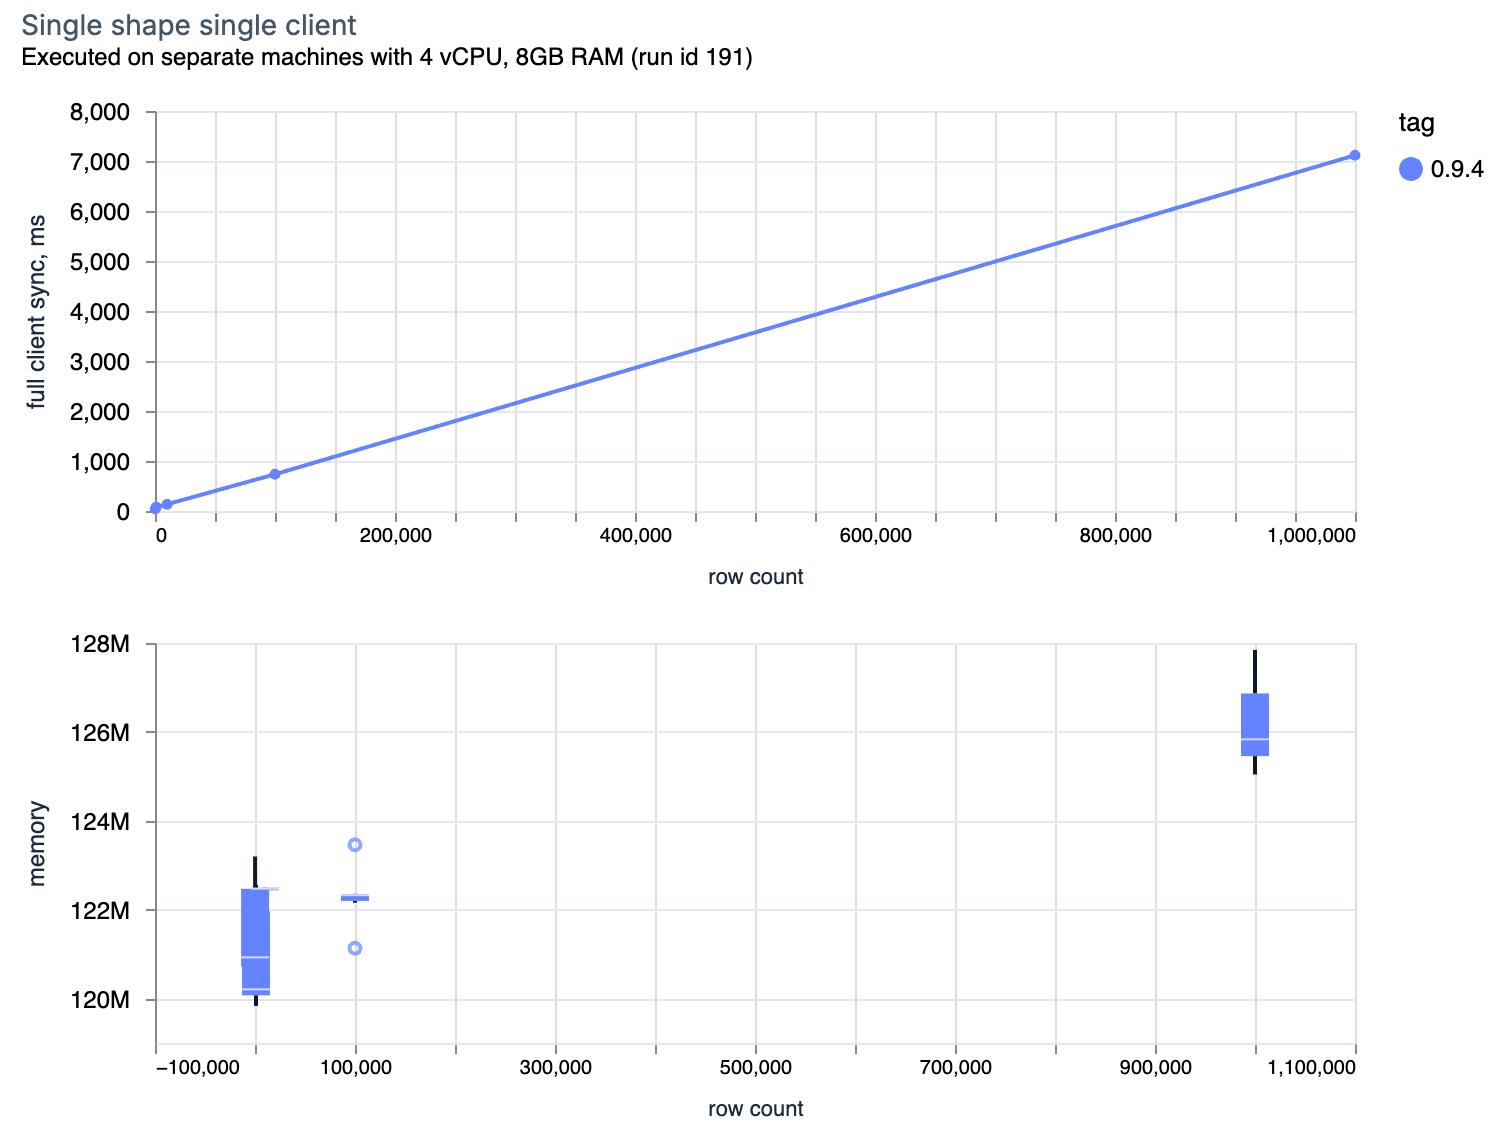 Single shape single client
Executed on separate machines with 4 vCPU, 8GB RAM (run id 191)
8,000
7,000
6,000
5,000
4,000
3,000
2,000
1,000
0
full client sync, ms
0 200,000 400,000 600,000 800,000 1,000,000
row count
tag
0.9.4
128M
126M
124M
122M
120M
memory
−100,000 100,000 300,000 500,000 700,000 900,000 1,100,000
row count